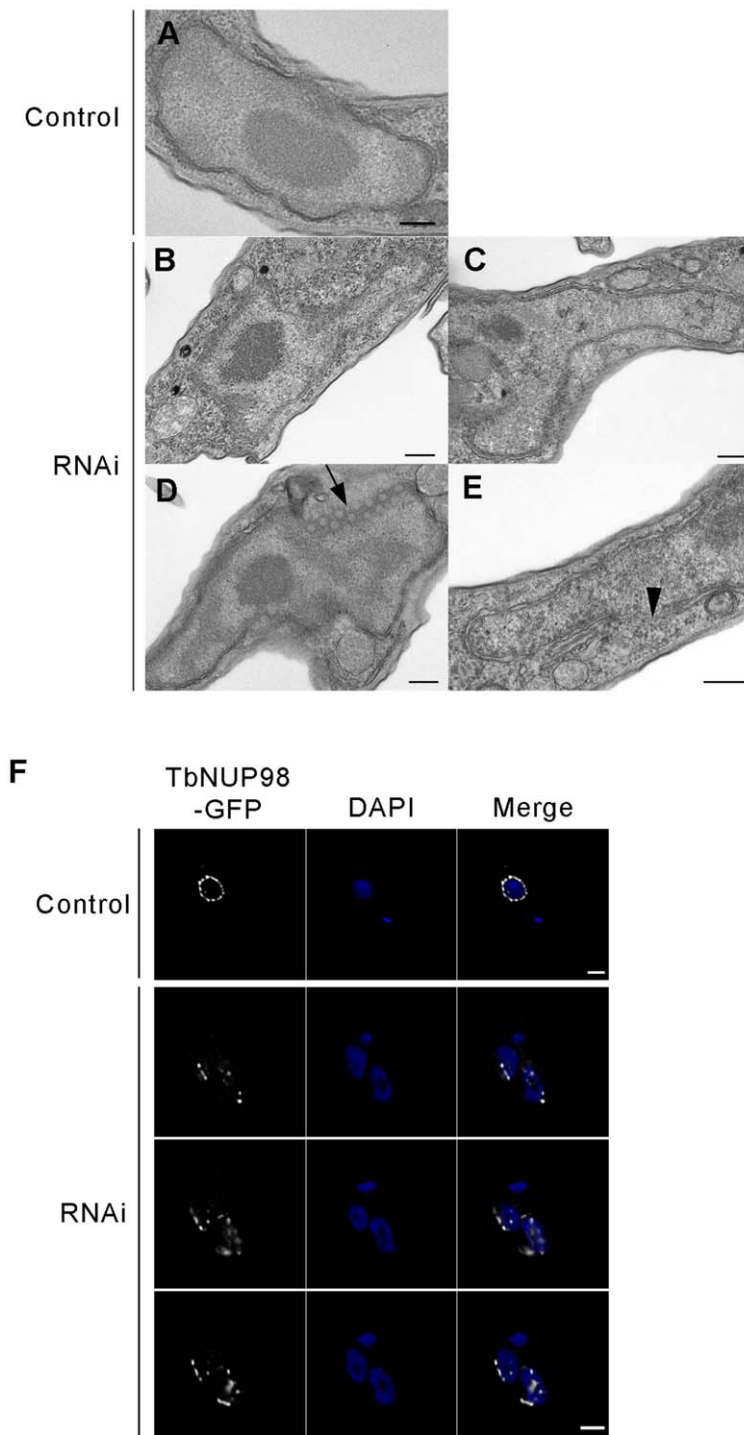 A
Control
B
C
RNAi
D
E
F
TbNUP98
-GFP
DAPI
Merge
Control
RNAi